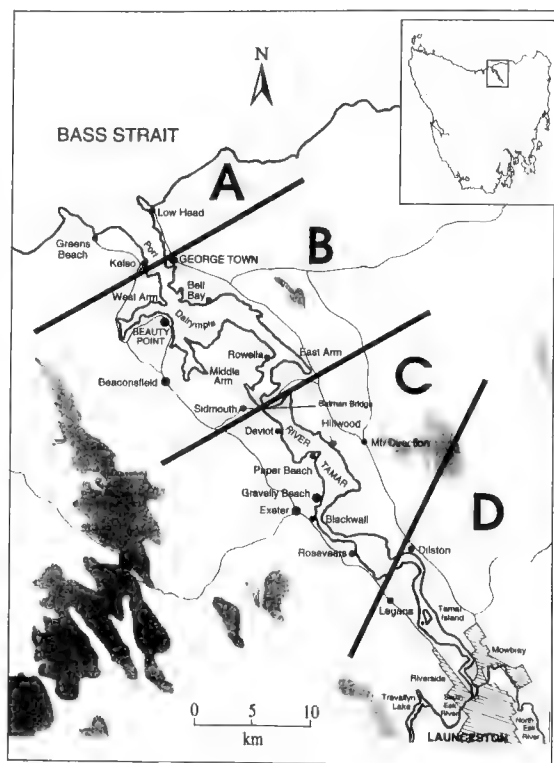 N
BASS STRAIT
A
Low Head
B
Greens Beach
Port
Kelso
GEORGE TOWN
West Arm
Bell Bay
Dalrymple
BEAUTY POINT
East Arm
Rowella
Middle Arm
C
Beaconsfield
Sidmouth
Batman Bridge
Deviot
RIVER
Hillwood
Mt. Direction
TAMAR
Paper Beach
Gravelly Beach
D
Exeter
Blackwall
Rosevears
Dilston
Legana
Tamar Island
Mowbray
Riverside
Trevallyn Lake
South Esk River
North Esk River
LAUNCESTON
0 5 10
km